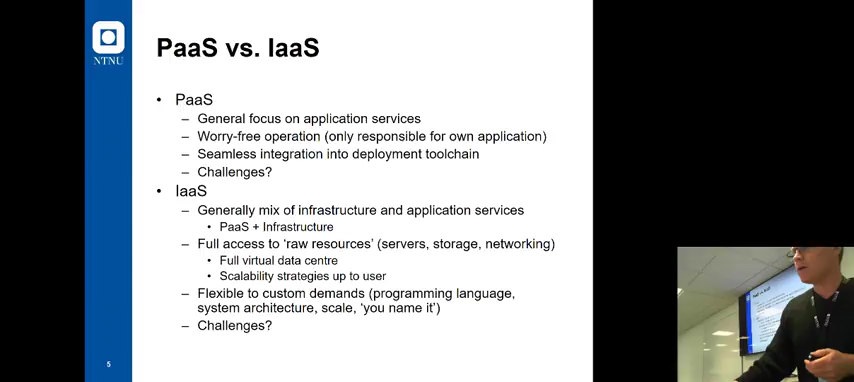 NTNU
PaaS vs. IaaS
• PaaS
– General focus on application services
– Worry-free operation (only responsible for own application)
– Seamless integration into deployment toolchain
– Challenges?
• IaaS
– Generally mix of infrastructure and application services
• PaaS + Infrastructure
– Full access to ‘raw resources’ (servers, storage, networking)
• Full virtual data centre
• Scalability strategies up to user
– Flexible to custom demands (programming language,
system architecture, scale, ‘you name it’)
– Challenges?
5
PaaS vs. IaaS